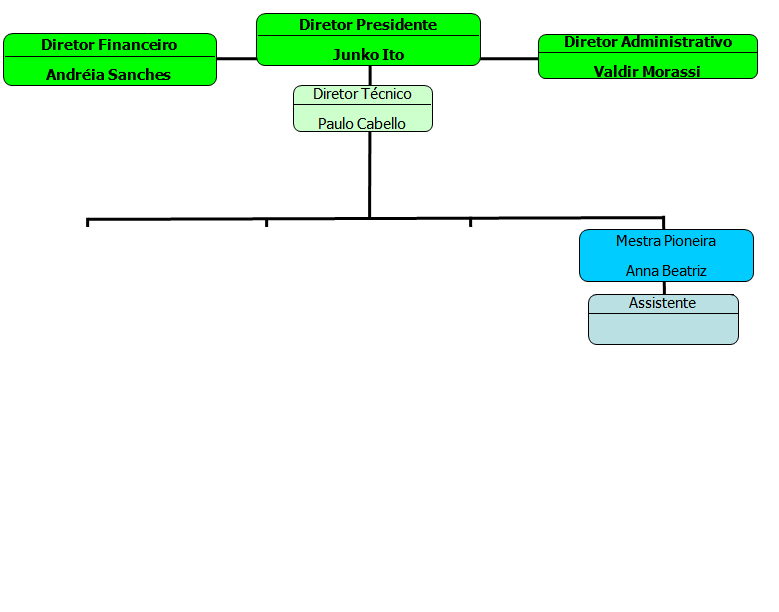 Diretor Presidente
Junko Ito
Diretor Financeiro
Andréia Sanches
Diretor Administrativo
Valdir Morassi
Diretor Técnico
Paulo Cabello
Mestra Pioneira
Anna Beatriz
Assistente